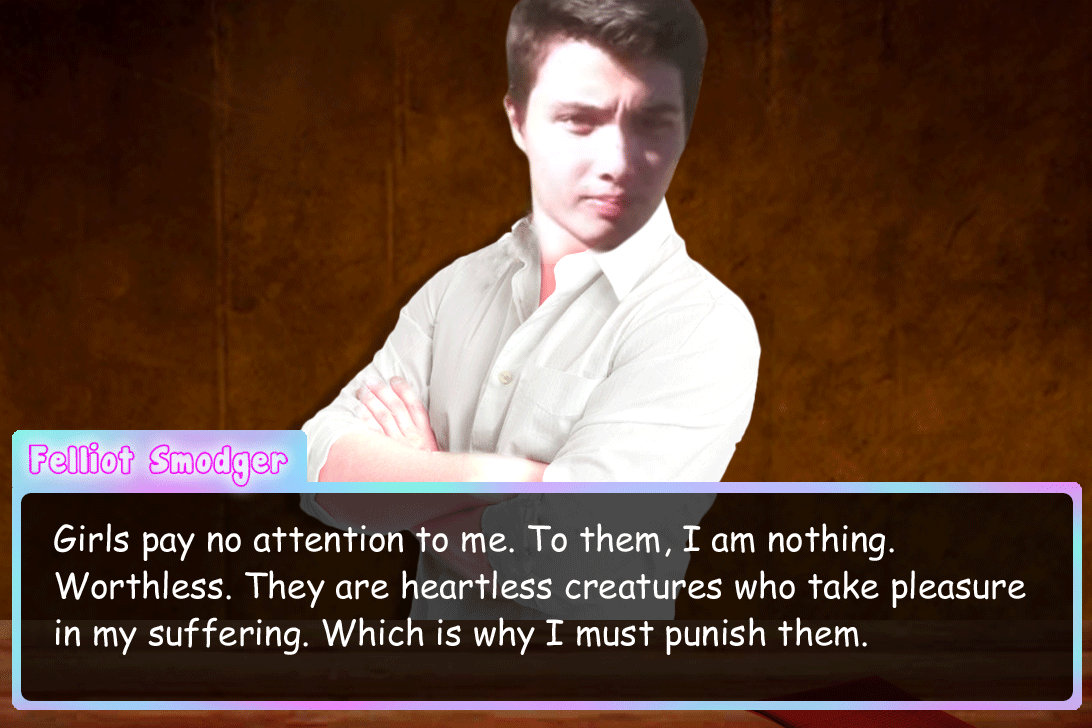 Felliot Smodger
Girls pay no attention to me. To them, I am nothing.
Worthless. They are heartless creatures who take pleasure
in my suffering. Which is why I must punish them.